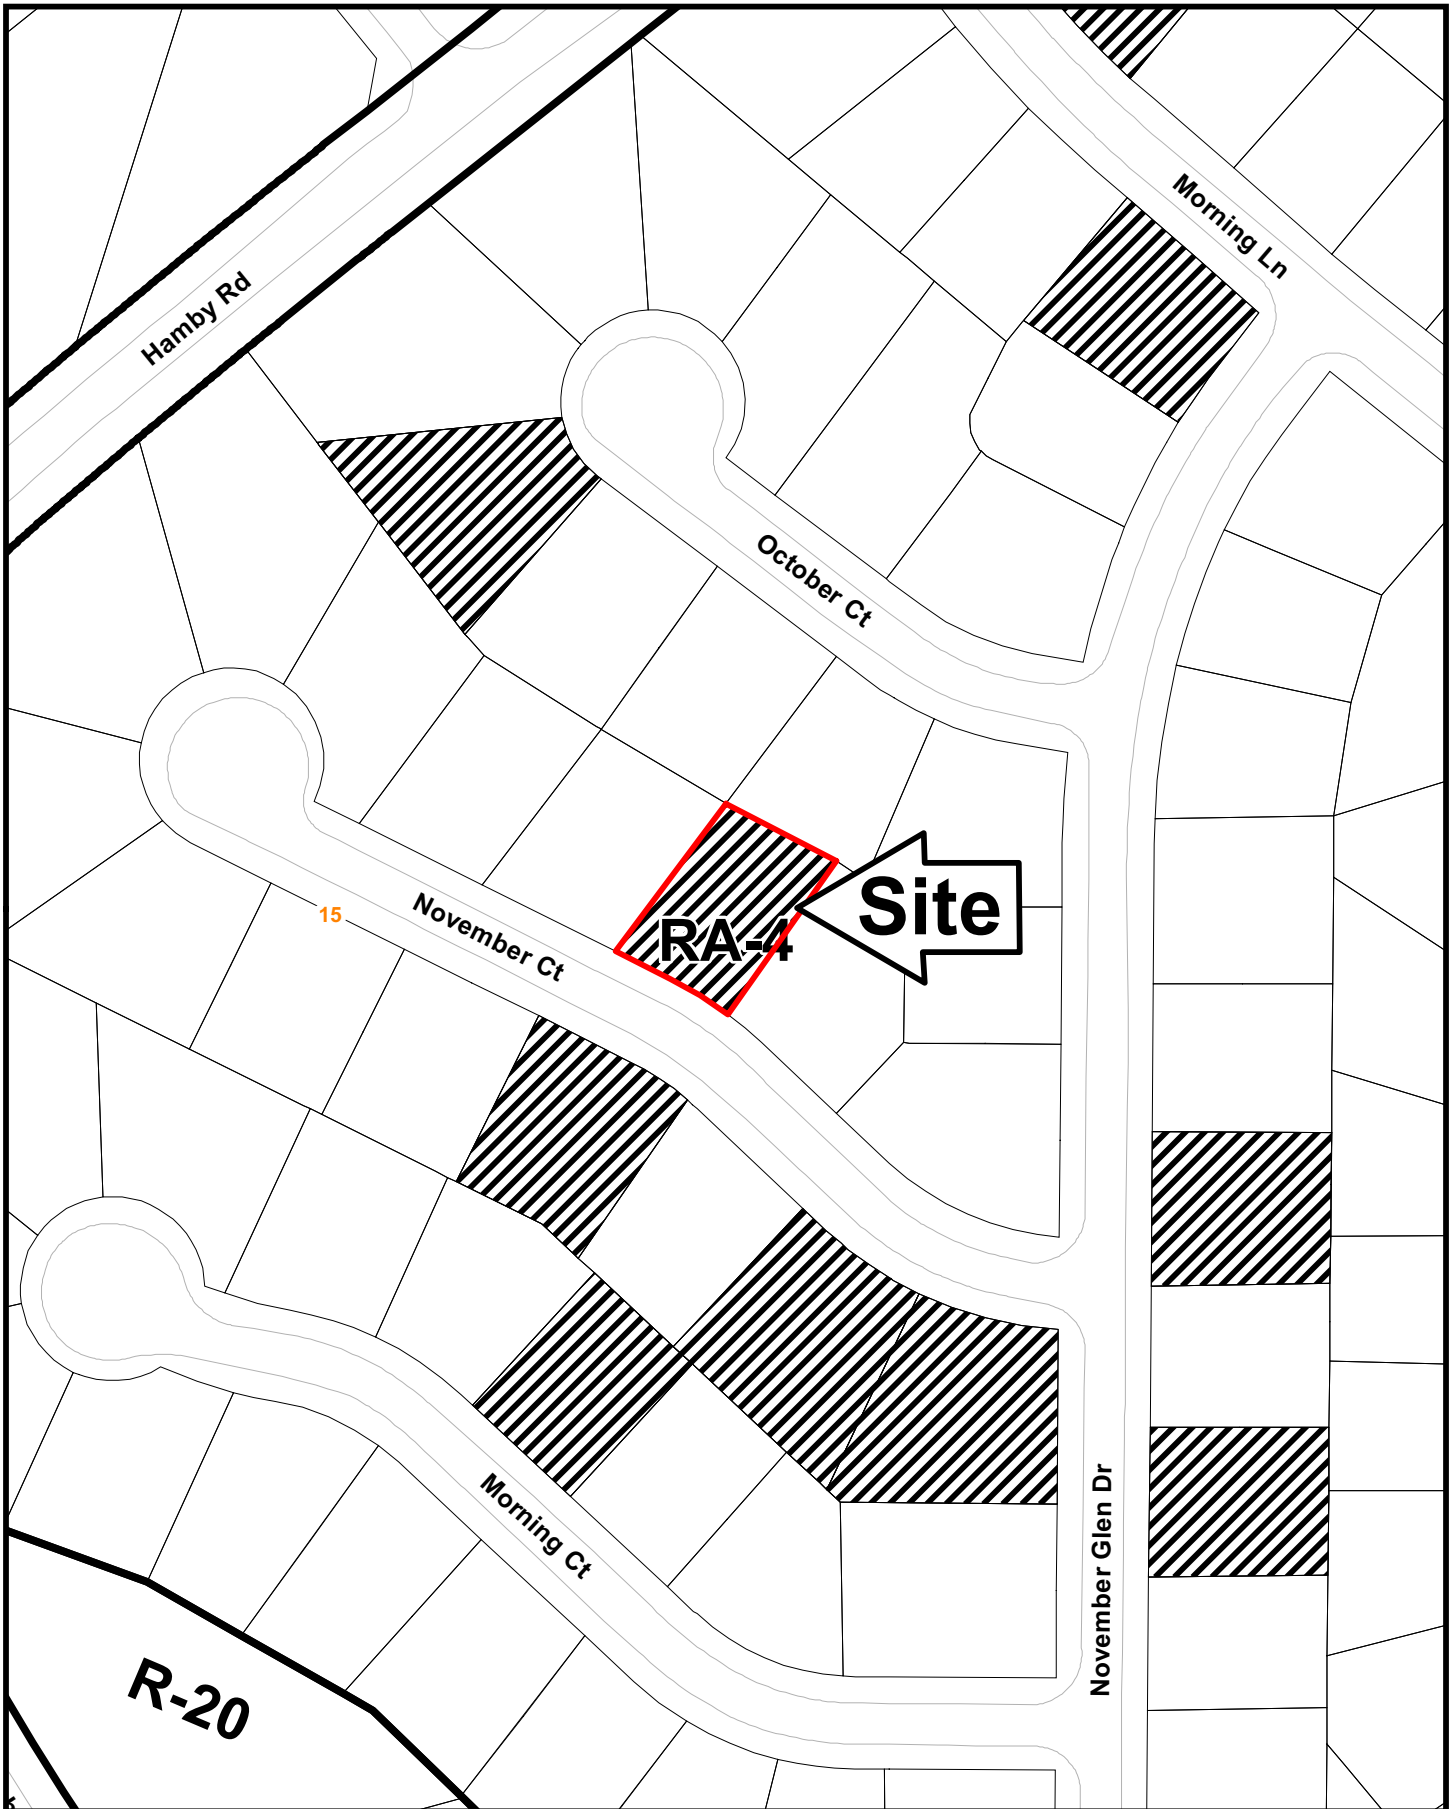 Morning Ln
Hamby Rd
October Ct
Site
15
November Ct
RA-4
Morning Ct
November Glen Dr
R-20